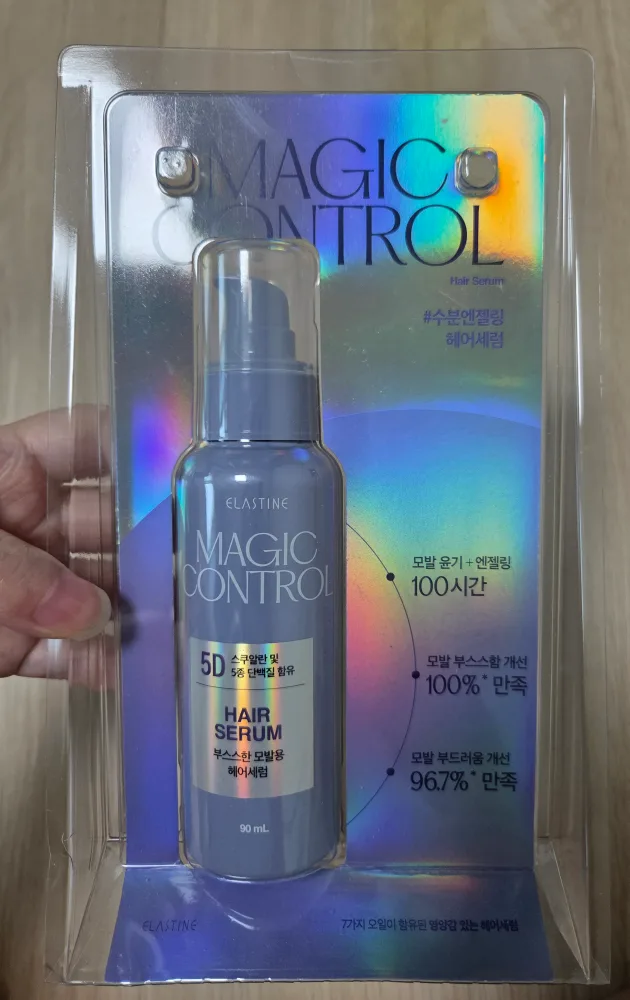 MAGIC
CONTROL
Hair Serum
#수분엔젤링
헤어세럼
ELASTINE
MAGIC
CONTROL
5D 스쿠알란 및
5종 단백질 함유
HAIR
SERUM
부스스한 모발용
헤어세럼
90 mL
모발 윤기 + 엔젤링
100시간
모발 부스스함 개선
100%* 만족
모발 부드러움 개선
96.7%* 만족
ELASTINE
7가지 오일이 함유된 영양감 있는 헤어세럼